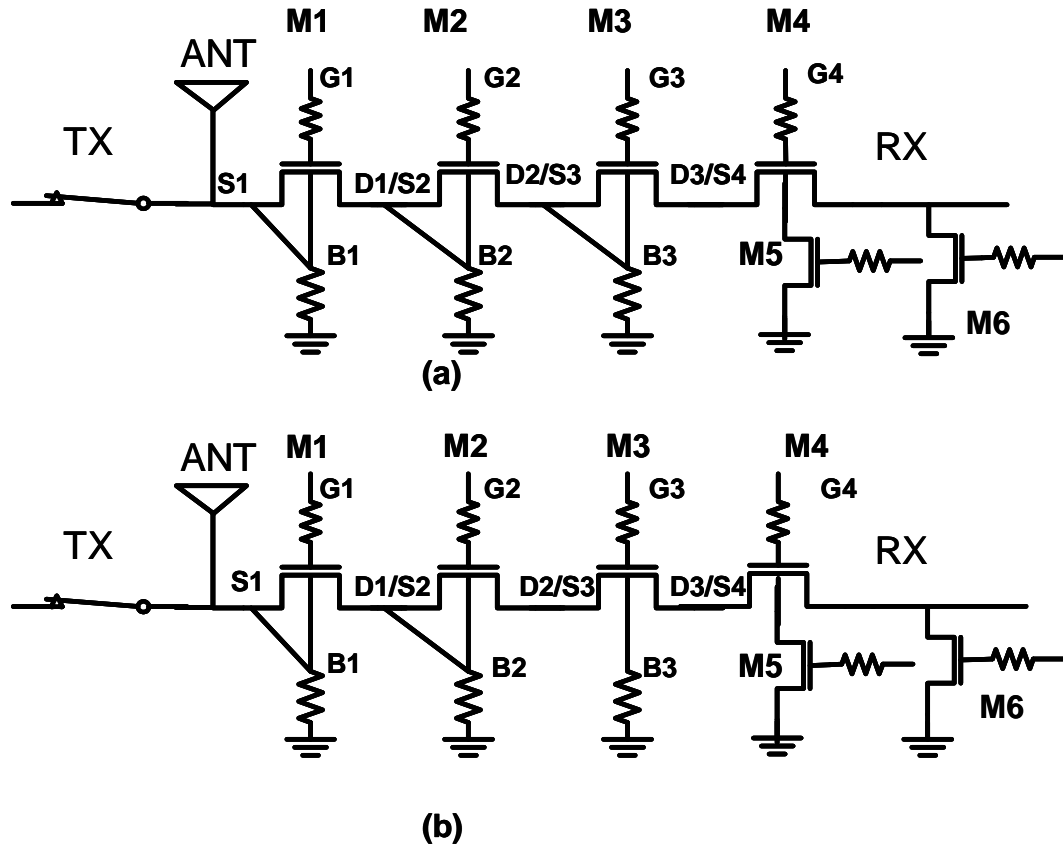 M1 M2 M3 M4
ANT G1 G2 G3 G4
TX RX
S1 D1/S2 D2/S3 D3/S4
B1 B2 B3 M5
M6
(a)
M1 M2 M3 M4
ANT G1 G2 G3 G4
TX RX
S1 D1/S2 D2/S3 D3/S4
B1 B2 B3 M5
M6
(b)